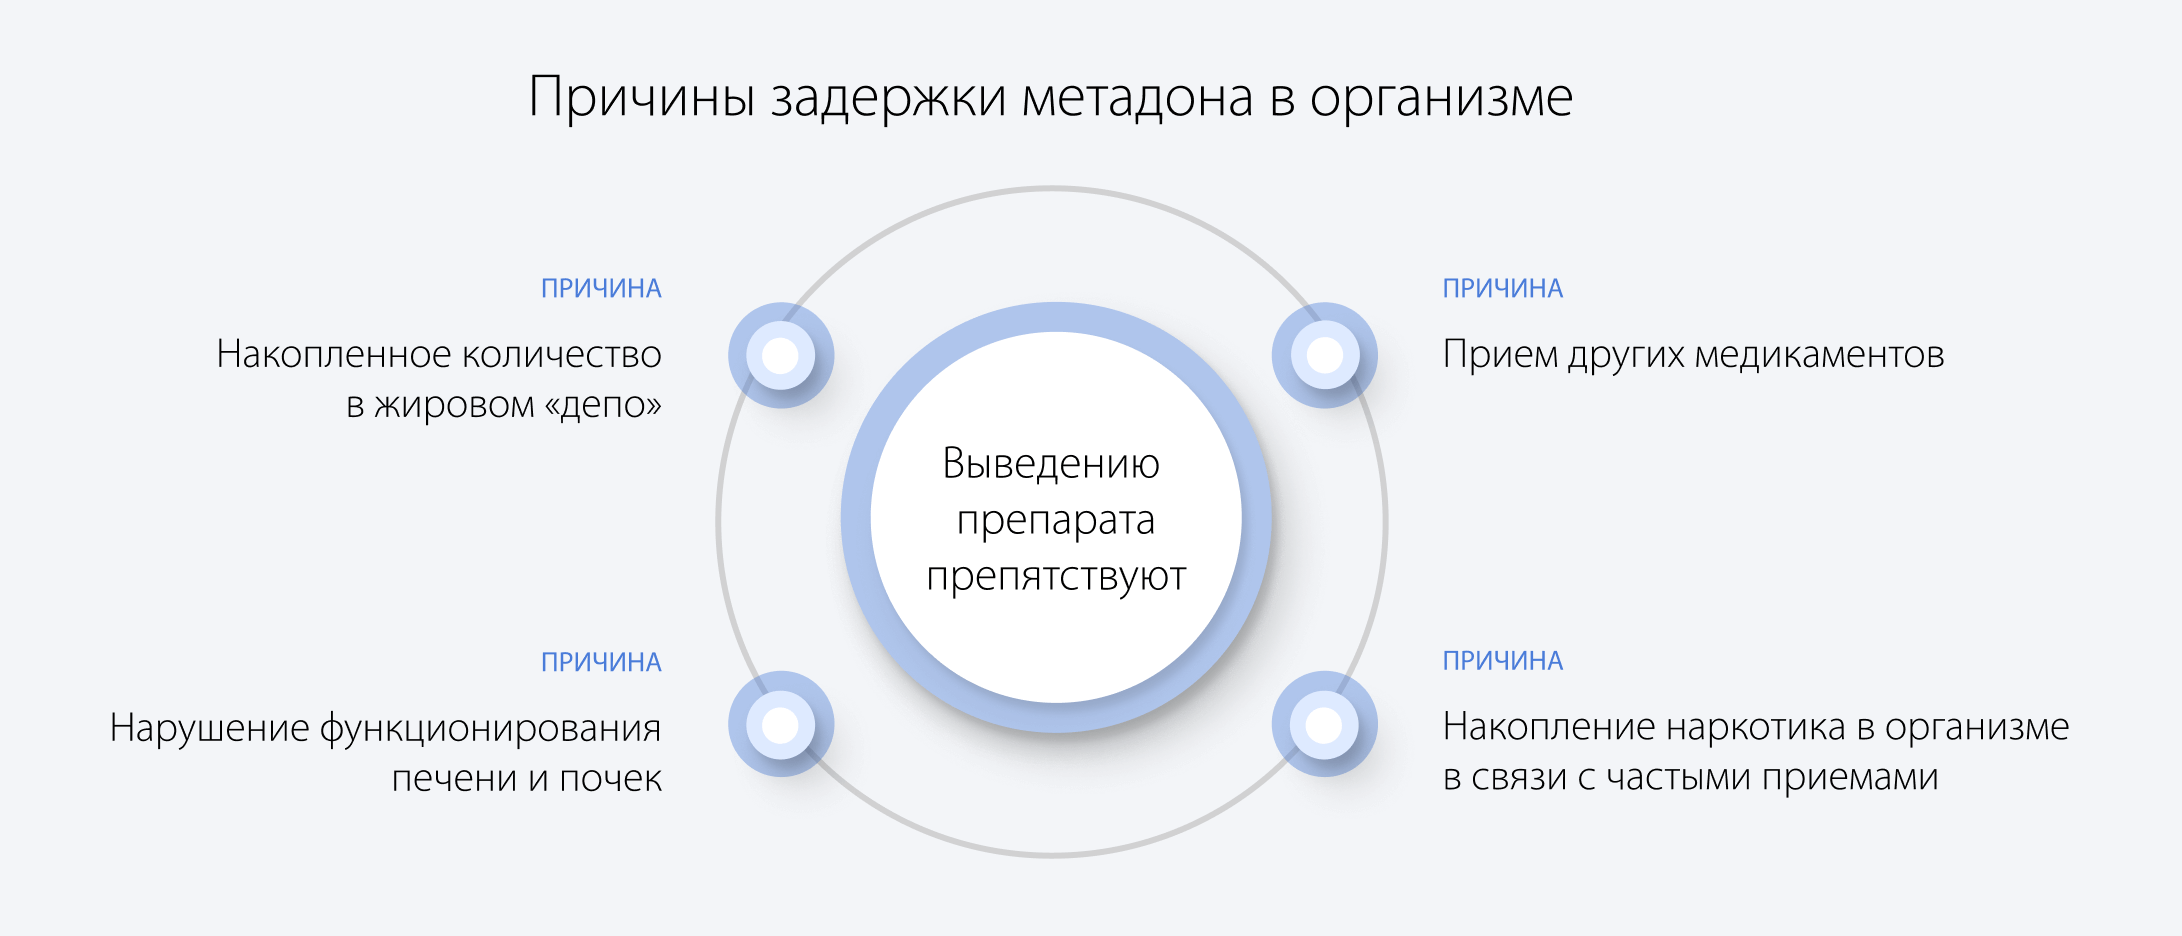 Причины задержки метадона в организме
ПРИЧИНА
Накопленное количество
в жировом «депо»
ПРИЧИНА
Прием других медикаментов
Выведению
препарата
препятствуют
ПРИЧИНА
Нарушение функционирования
печени и почек
ПРИЧИНА
Накопление наркотика в организме
в связи с частыми приемами